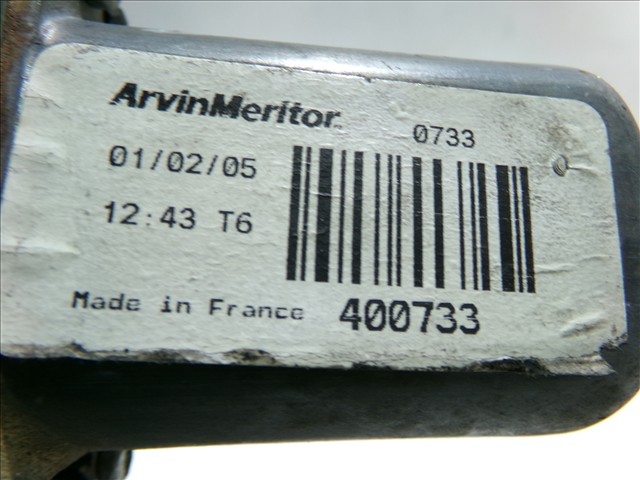 ArvinMeritor
0733
01/02/05
12:43 T6
Made in France 400733